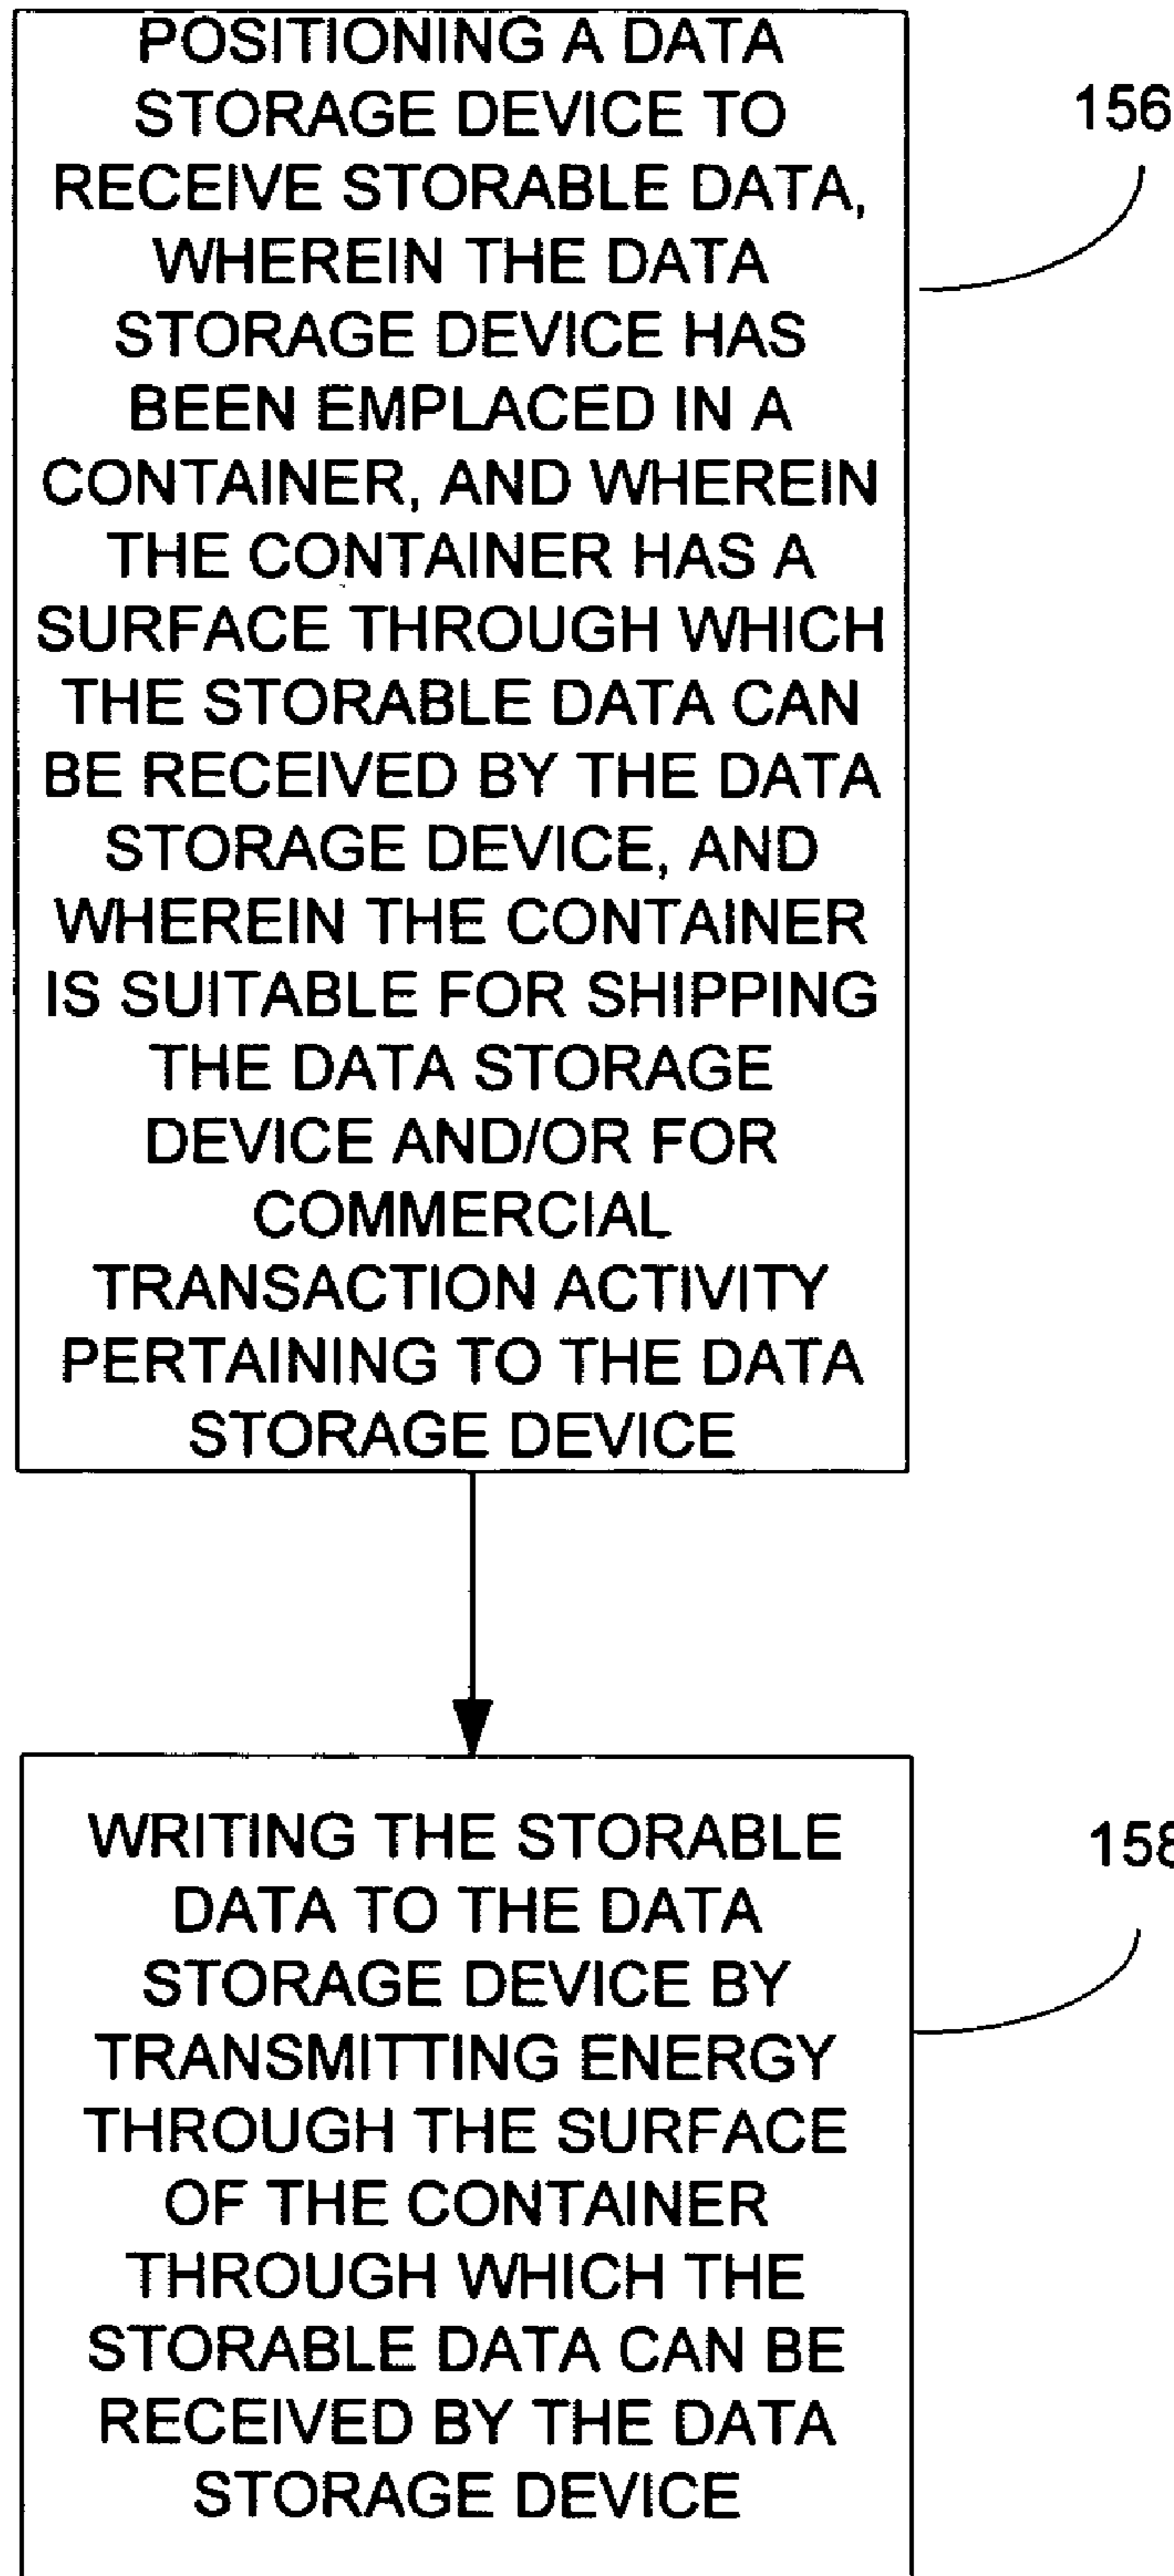 POSITIONING A DATA
STORAGE DEVICE TO
RECEIVE STORABLE DATA,
WHEREIN THE DATA
STORAGE DEVICE HAS
BEEN EMPLACED IN A
CONTAINER, AND WHEREIN
THE CONTAINER HAS A
SURFACE THROUGH WHICH
THE STORABLE DATA CAN
BE RECEIVED BY THE DATA
STORAGE DEVICE, AND
WHEREIN THE CONTAINER
IS SUITABLE FOR SHIPPING
THE DATA STORAGE
DEVICE AND/OR FOR
COMMERCIAL
TRANSACTION ACTIVITY
PERTAINING TO THE DATA
STORAGE DEVICE
156
WRITING THE STORABLE
DATA TO THE DATA
STORAGE DEVICE BY
TRANSMITTING ENERGY
THROUGH THE SURFACE
OF THE CONTAINER
THROUGH WHICH THE
STORABLE DATA CAN BE
RECEIVED BY THE DATA
STORAGE DEVICE
158